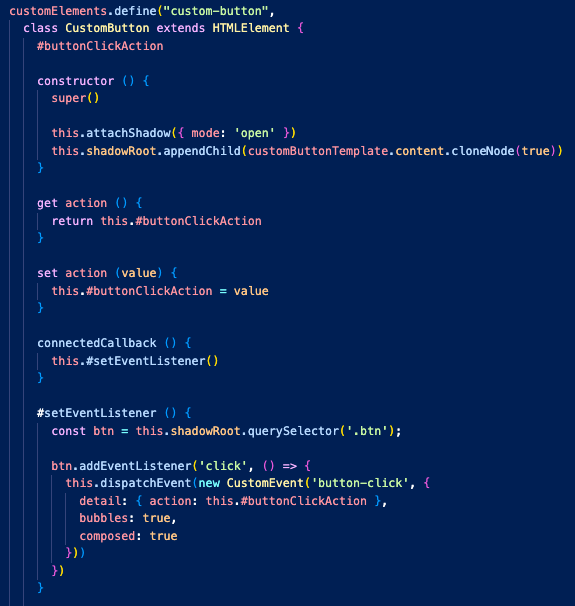 customElements.define("custom-button",
class CustomButton extends HTMLElement {
#buttonClickAction
constructor () {
super()
this.attachShadow({ mode: 'open' })
this.shadowRoot.appendChild(customButtonTemplate.content.cloneNode(true))
}
get action () {
return this.#buttonClickAction
}
set action (value) {
this.#buttonClickAction = value
}
connectedCallback () {
this.#setEventListener()
}
#setEventListener () {
const btn = this.shadowRoot.querySelector('.btn');
btn.addEventListener('click', () => {
this.dispatchEvent(new CustomEvent('button-click', {
detail: { action: this.#buttonClickAction },
bubbles: true,
composed: true
}))
})
}